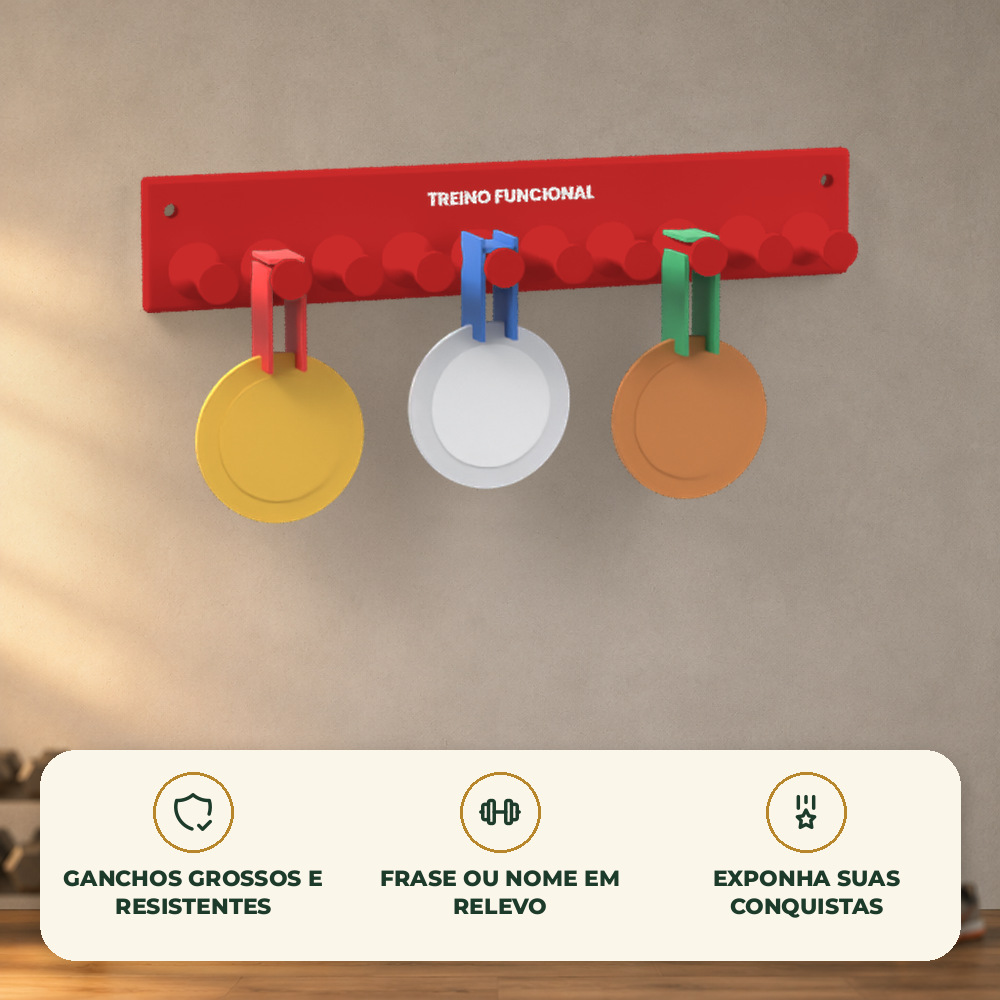 TREINO FUNCIONAL
GANCHOS GROSSOS E
RESISTENTES
FRASE OU NOME EM
RELEVO
EXPONHA SUAS
CONQUISTAS